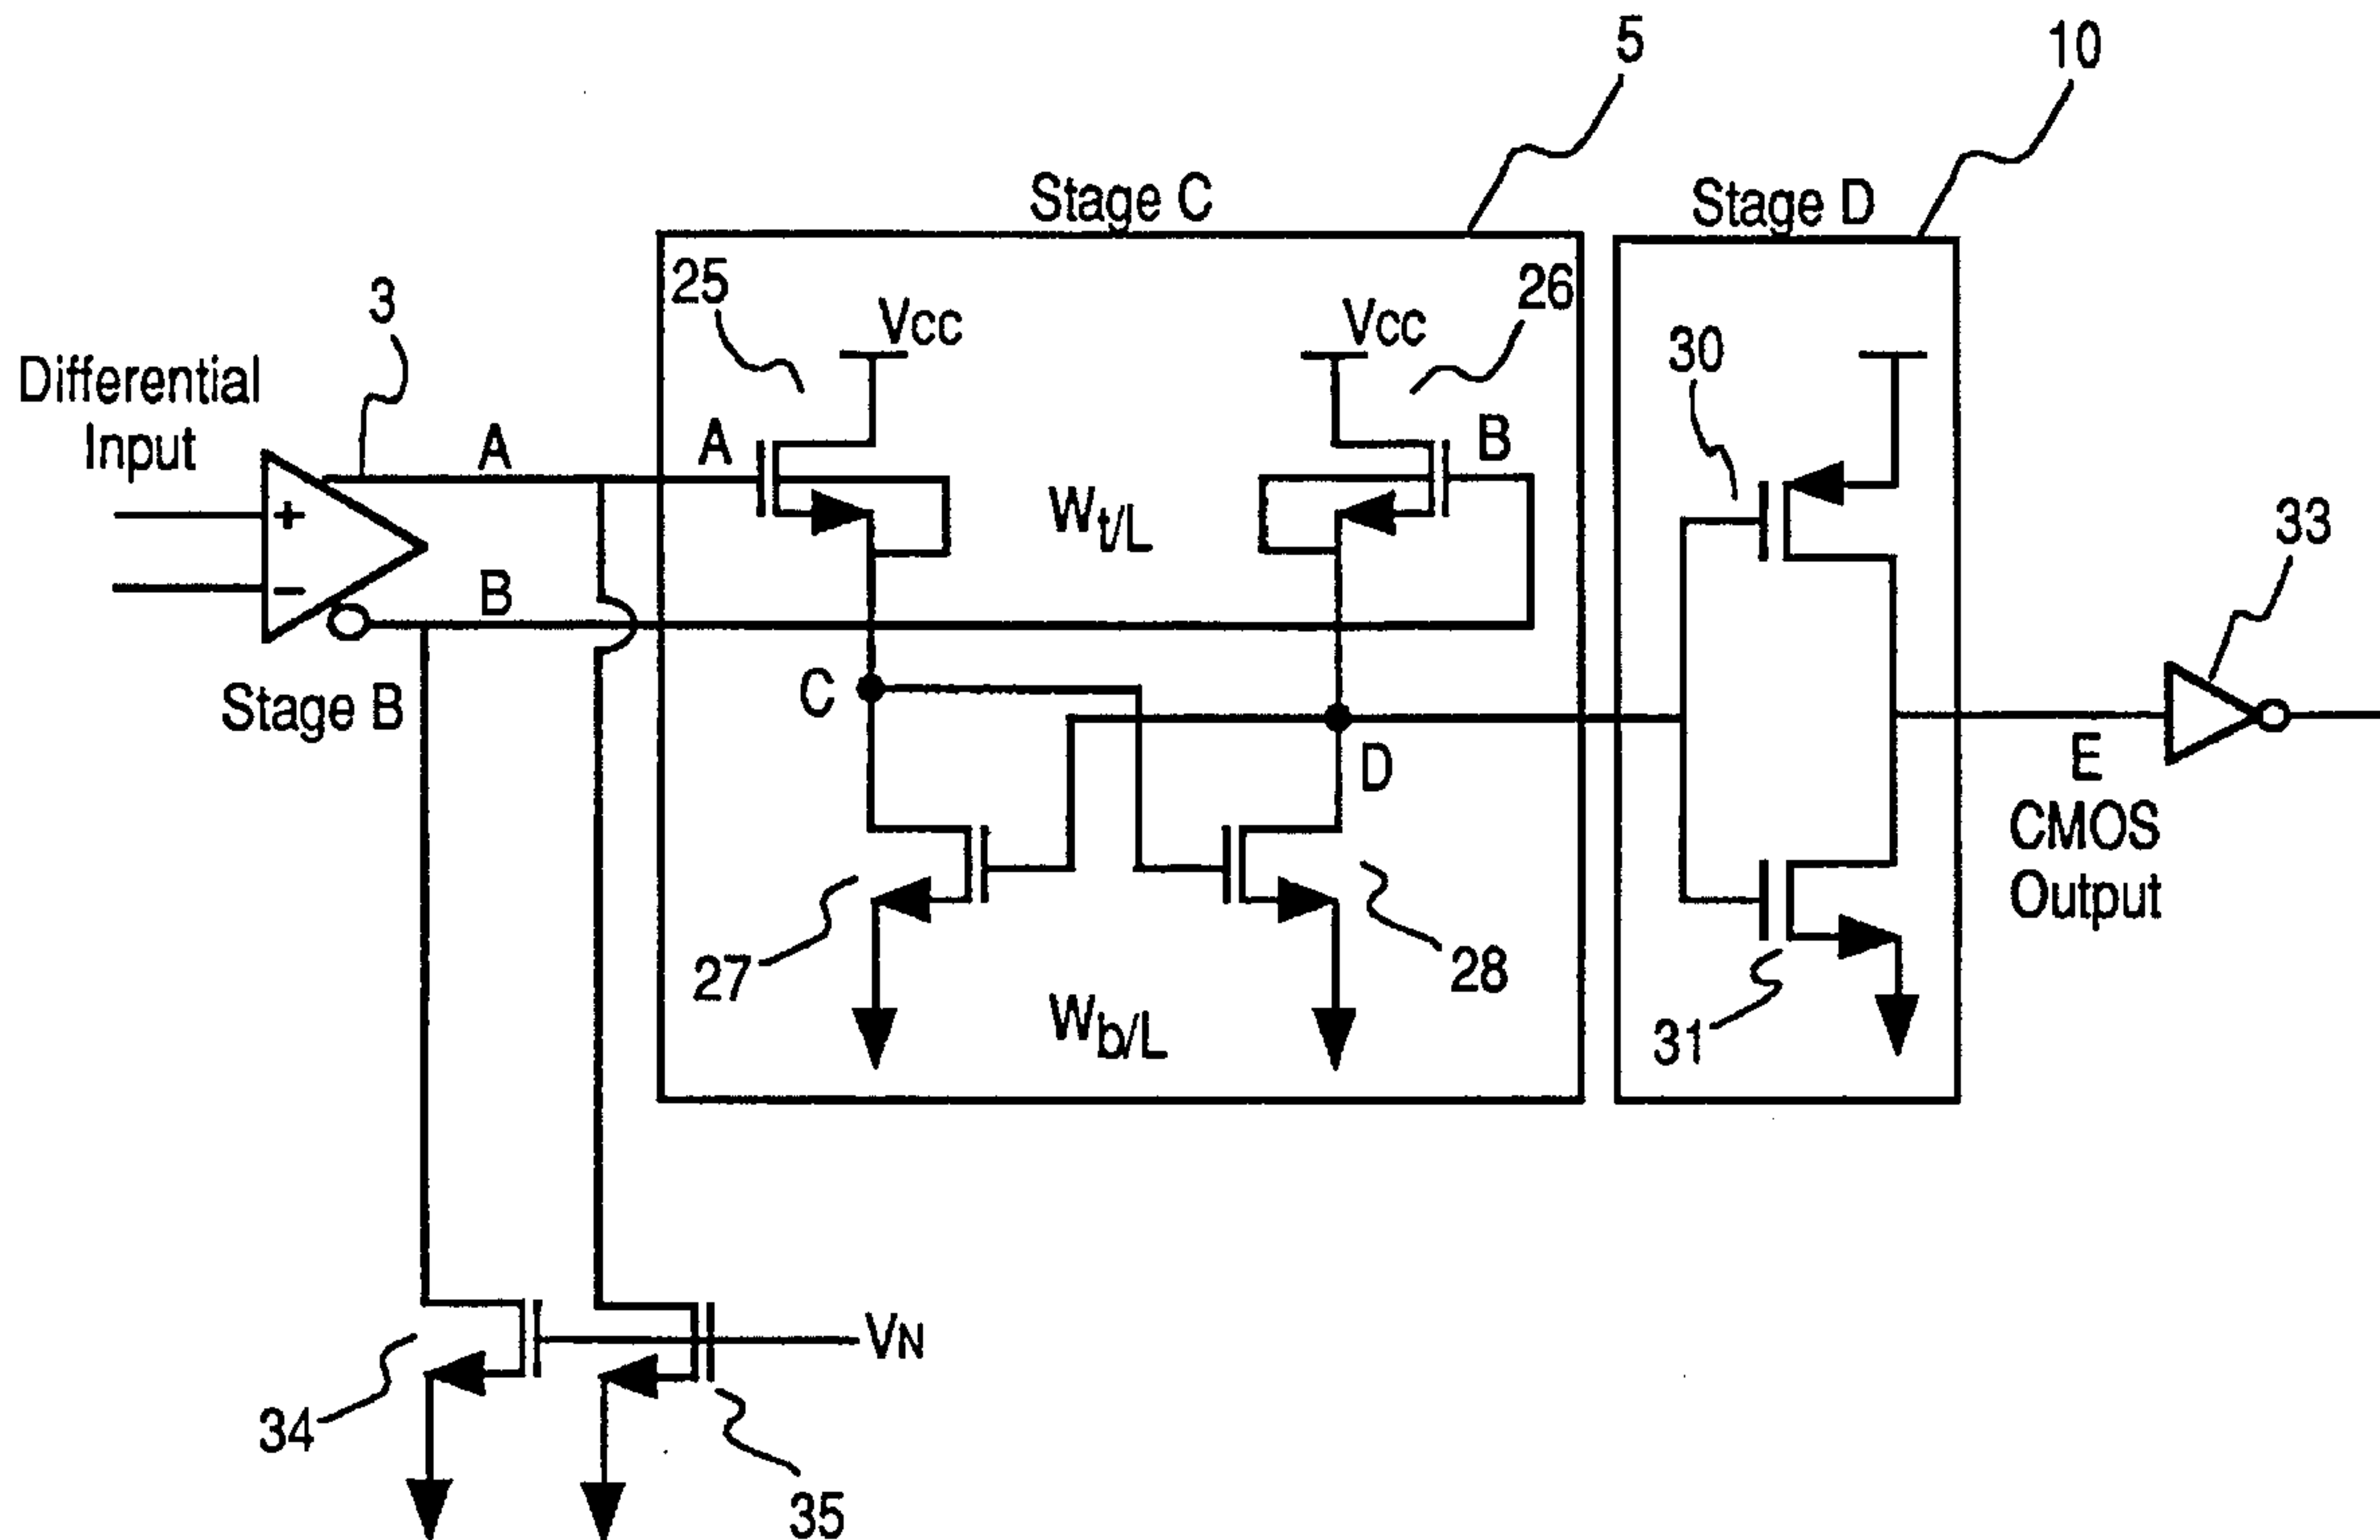 5
10
Stage C
Stage D
3
25
Vcc
Vcc
26
30
Differential
Input
A
A
B
+
Wt/L
33
−
B
Stage B
C
D
E
CMOS
Output
27
Wb/L
28
31
VN
34
35